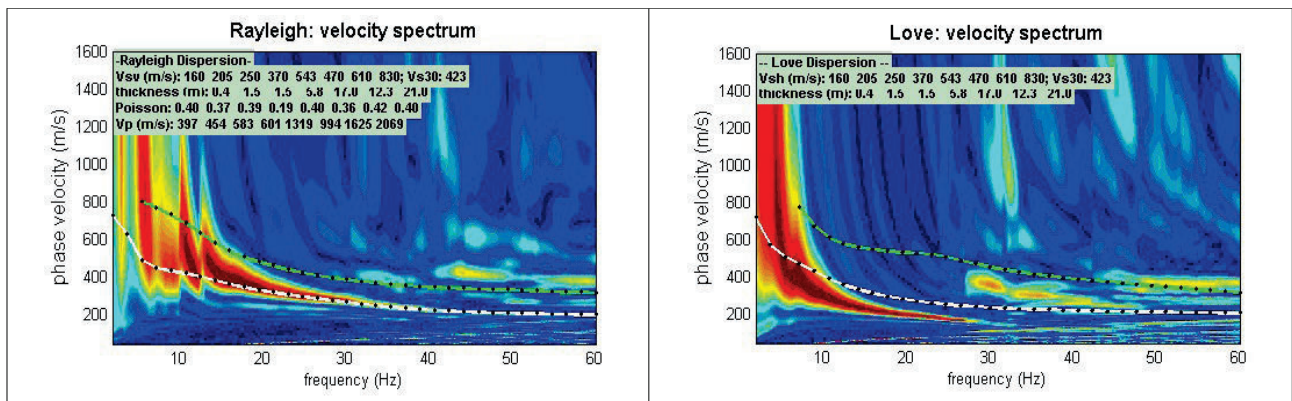 Rayleigh: velocity spectrum
-Rayleigh Dispersion-
Vsv (m/s): 160 205 250 370 543 470 610 830; Vs30: 423
thickness (m): 0.4 1.5 1.5 5.8 17.0 12.3 21.0
Poisson: 0.40 0.37 0.39 0.19 0.40 0.36 0.42 0.40
Vp (m/s): 397 454 583 601 1319 994 1625 2069
1600
1400
1200
1000
800
600
400
200
phase velocity (m/s)
10 20 30 40 50 60
frequency (Hz)
Love: velocity spectrum
-- Love Dispersion --
Vsh (m/s): 160 205 250 370 543 470 610 830; Vs30: 423
thickness (m): 0.4 1.5 1.5 5.8 17.0 12.3 21.0
1600
1400
1200
1000
800
600
400
200
phase velocity (m/s)
10 20 30 40 50 60
frequency (Hz)